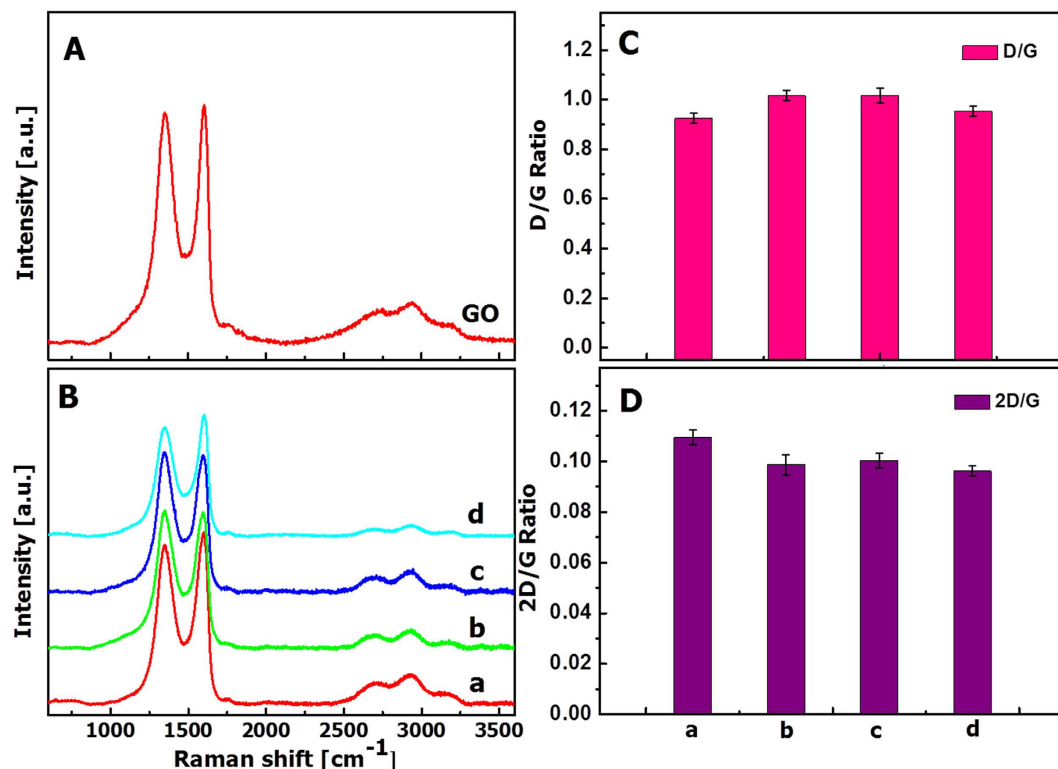 A
Intensity [a.u.]
GO
B
Intensity [a.u.]
d
c
b
a
1000 1500 2000 2500 3000 3500
Raman shift [cm-1]
C
D/G
D/G Ratio
1.2
1.0
0.8
0.6
0.4
0.2
0.0
D
2D/G
2D/G Ratio
0.12
0.10
0.08
0.06
0.04
0.02
0.00
a b c d